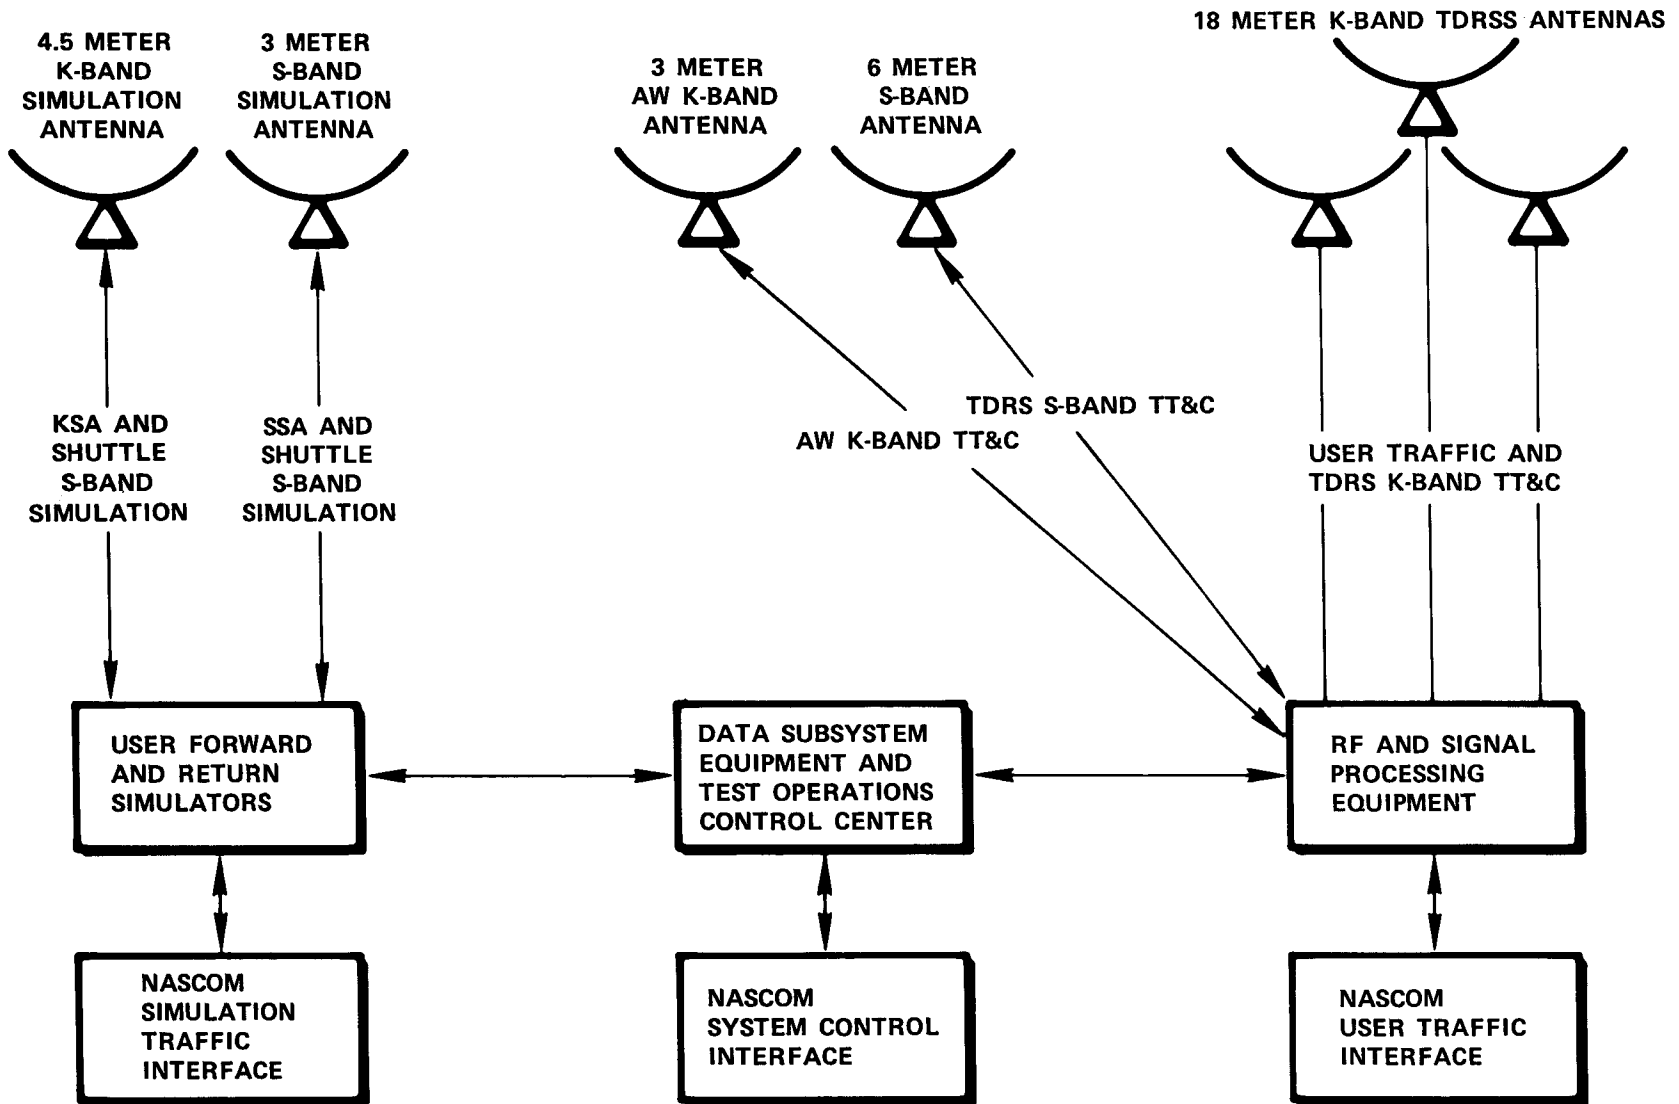 18 METER K-BAND TDRSS ANTENNAS
4.5 METER
K-BAND
SIMULATION
ANTENNA
3 METER
S-BAND
SIMULATION
ANTENNA
3 METER
AW K-BAND
ANTENNA
6 METER
S-BAND
ANTENNA
KSA AND
SHUTTLE
S-BAND
SIMULATION
SSA AND
SHUTTLE
S-BAND
SIMULATION
TDRS S-BAND TT&C
AW K-BAND TT&C
USER TRAFFIC AND
TDRS K-BAND TT&C
USER FORWARD
AND RETURN
SIMULATORS
DATA SUBSYSTEM
EQUIPMENT AND
TEST OPERATIONS
CONTROL CENTER
RF AND SIGNAL
PROCESSING
EQUIPMENT
NASCOM
SIMULATION
TRAFFIC
INTERFACE
NASCOM
SYSTEM CONTROL
INTERFACE
NASCOM
USER TRAFFIC
INTERFACE